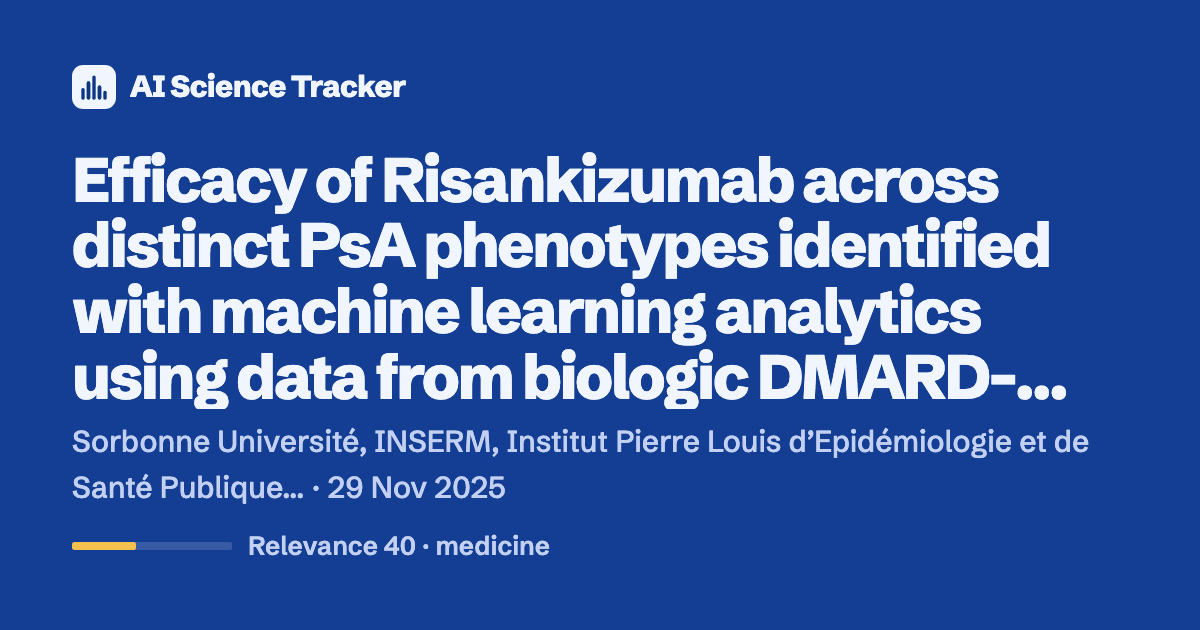 AI Science Tracker
Efficacy of Risankizumab across
distinct PsA phenotypes identified
with machine learning analytics
using data from biologic DMARD-...
Sorbonne Université, INSERM, Institut Pierre Louis d’Epidémiologie et de
Santé Publique... · 29 Nov 2025
Relevance 40 · medicine